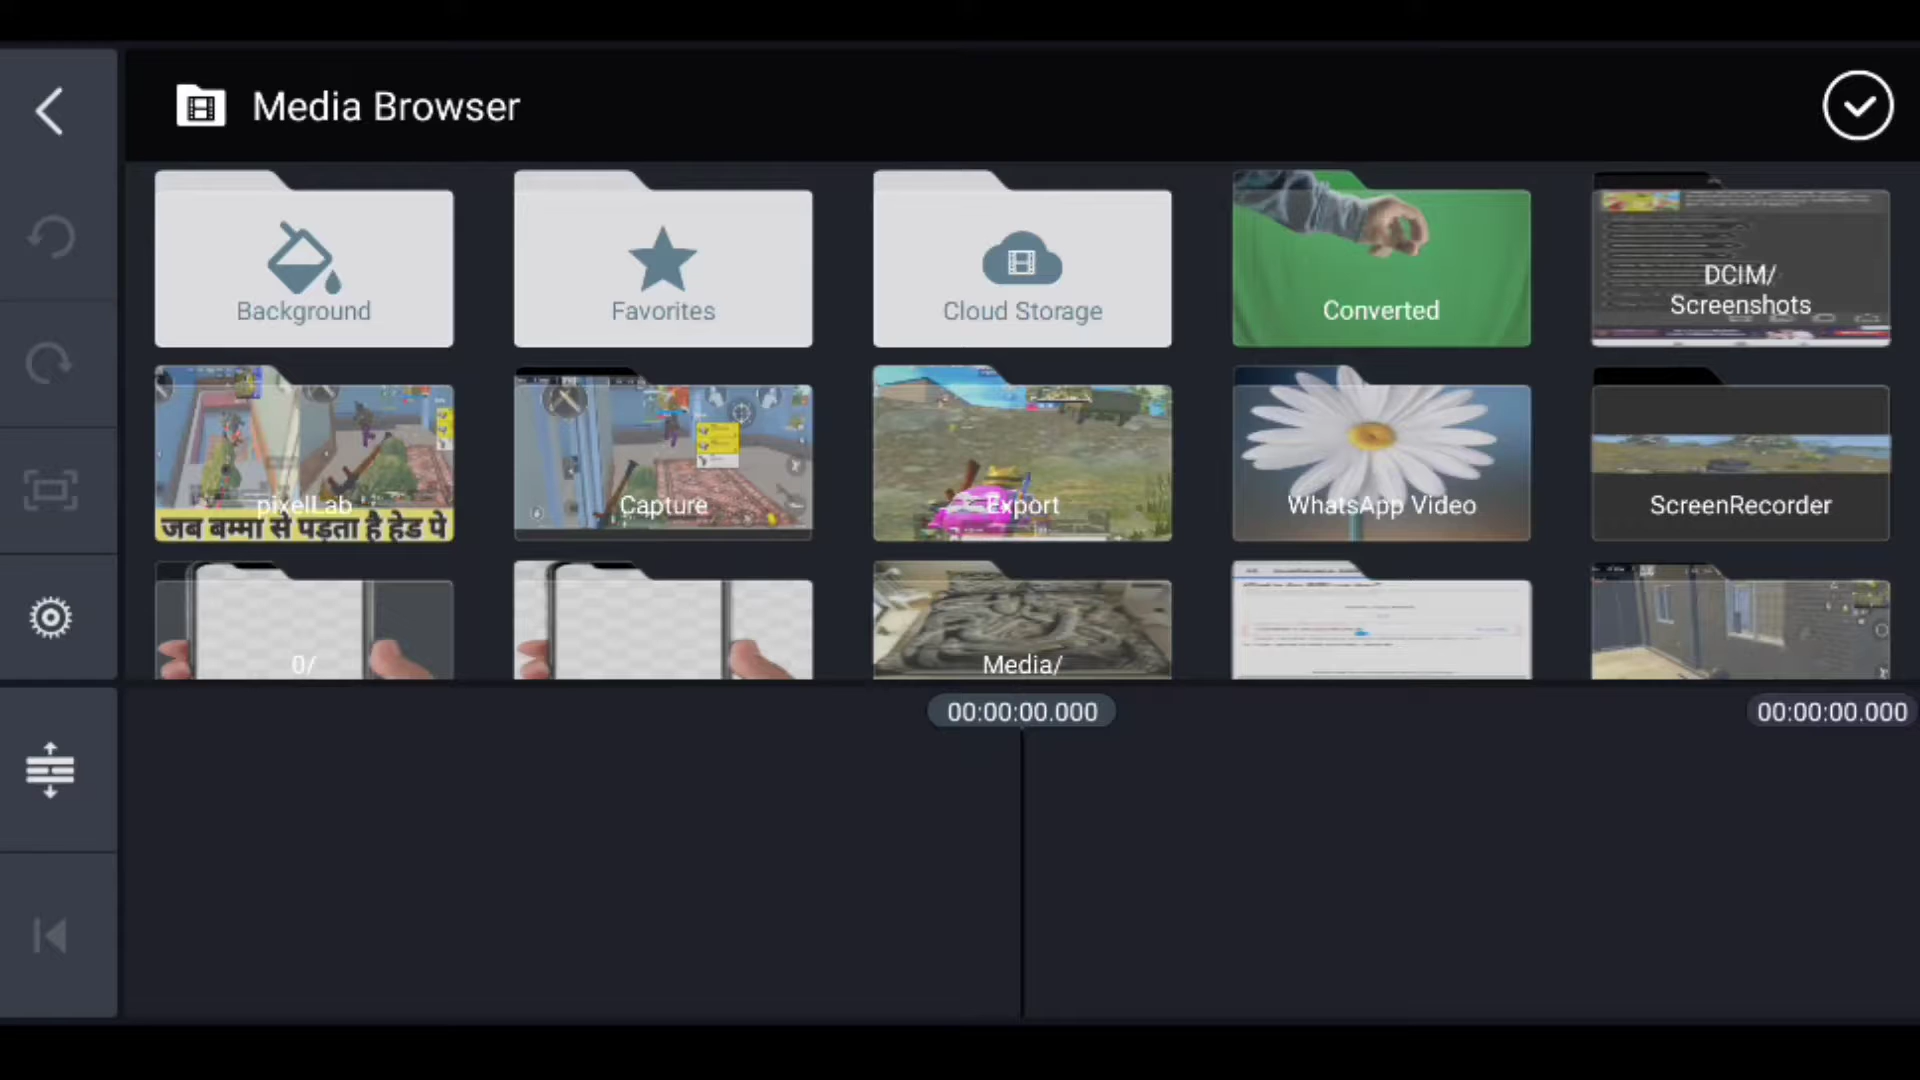 Media Browser
Background
Favorites
Cloud Storage
Converted
DCIM/
Screenshots
pixelLab
जब बम्मा से पड़ता है हेड पे
Capture
Export
WhatsApp Video
ScreenRecorder
0/
Media/
00:00:00.000
00:00:00.000